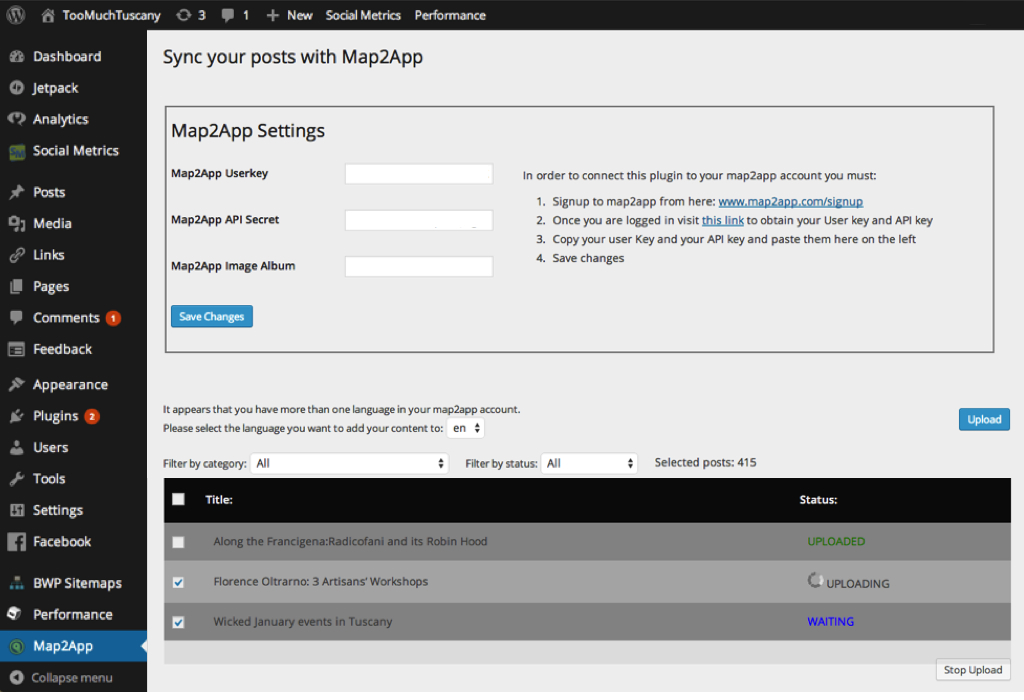 TooMuchTuscany 3 1 New Social Metrics Performance
Dashboard
Jetpack
Analytics
Social Metrics
Posts
Media
Links
Pages
Comments 1
Feedback
Appearance
Plugins 2
Users
Tools
Settings
Facebook
BWP Sitemaps
Performance
Map2App
Collapse menu
Sync your posts with Map2App
Map2App Settings
Map2App Userkey
Map2App API Secret
Map2App Image Album
Save Changes
In order to connect this plugin to your map2app account you must:
1. Signup to map2app from here: www.map2app.com/signup
2. Once you are logged in visit this link to obtain your User key and API key
3. Copy your user Key and your API key and paste them here on the left
4. Save changes
It appears that you have more than one language in your map2app account.
Please select the language you want to add your content to: en
Upload
Filter by category: All Filter by status: All Selected posts: 415
Title: Status:
Along the Francigena:Radicofani and its Robin Hood UPLOADED
Florence Oltrarno: 3 Artisans' Workshops UPLOADING
Wicked January events in Tuscany WAITING
Stop Upload